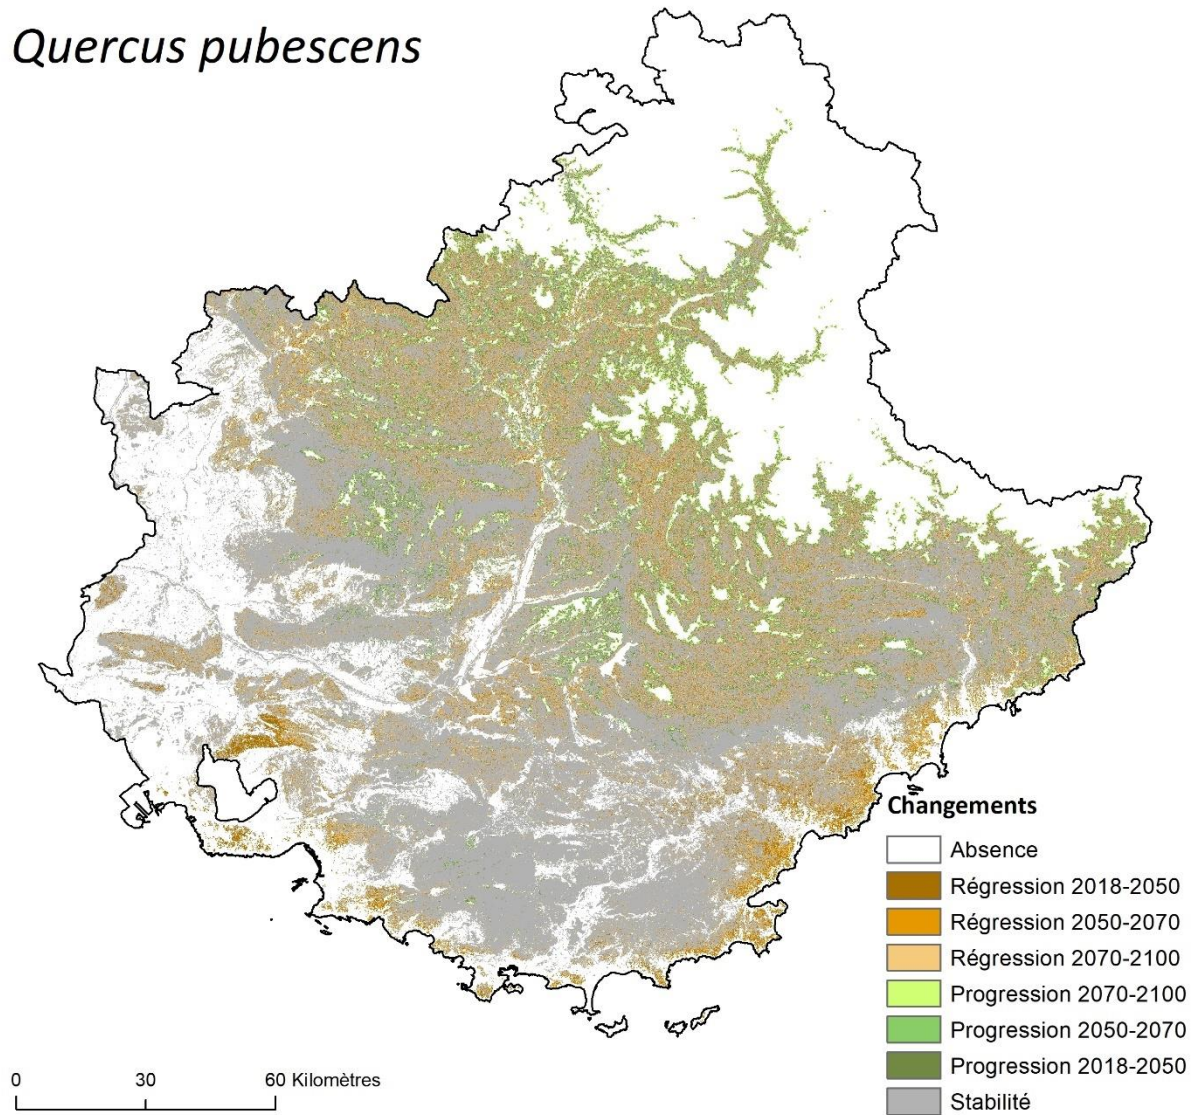 Quercus pubescens
Changements
Absence
Régression 2018-2050
Régression 2050-2070
Régression 2070-2100
Progression 2070-2100
Progression 2050-2070
Progression 2018-2050
Stabilité
0 30 60 Kilomètres